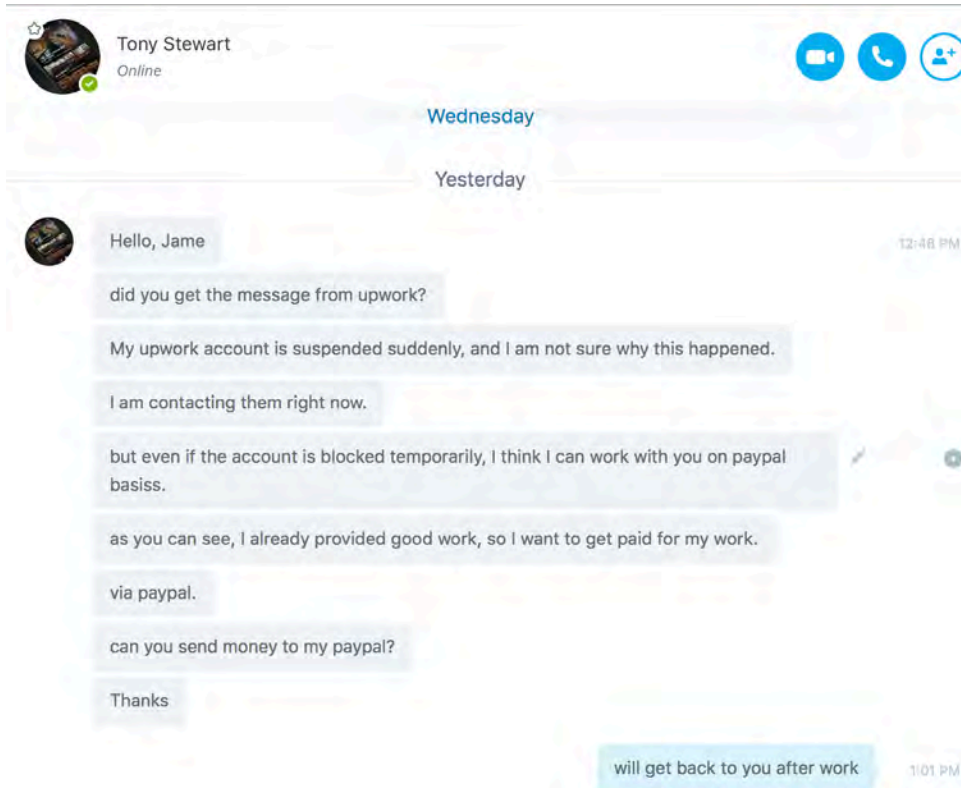 Tony Stewart
Online
Wednesday
Yesterday
Hello, Jame
12:48 PM
did you get the message from upwork?
My upwork account is suspended suddenly, and I am not sure why this happened.
I am contacting them right now.
but even if the account is blocked temporarily, I think I can work with you on paypal
basiss.
as you can see, I already provided good work, so I want to get paid for my work.
via paypal.
can you send money to my paypal?
Thanks
will get back to you after work
1:01 PM